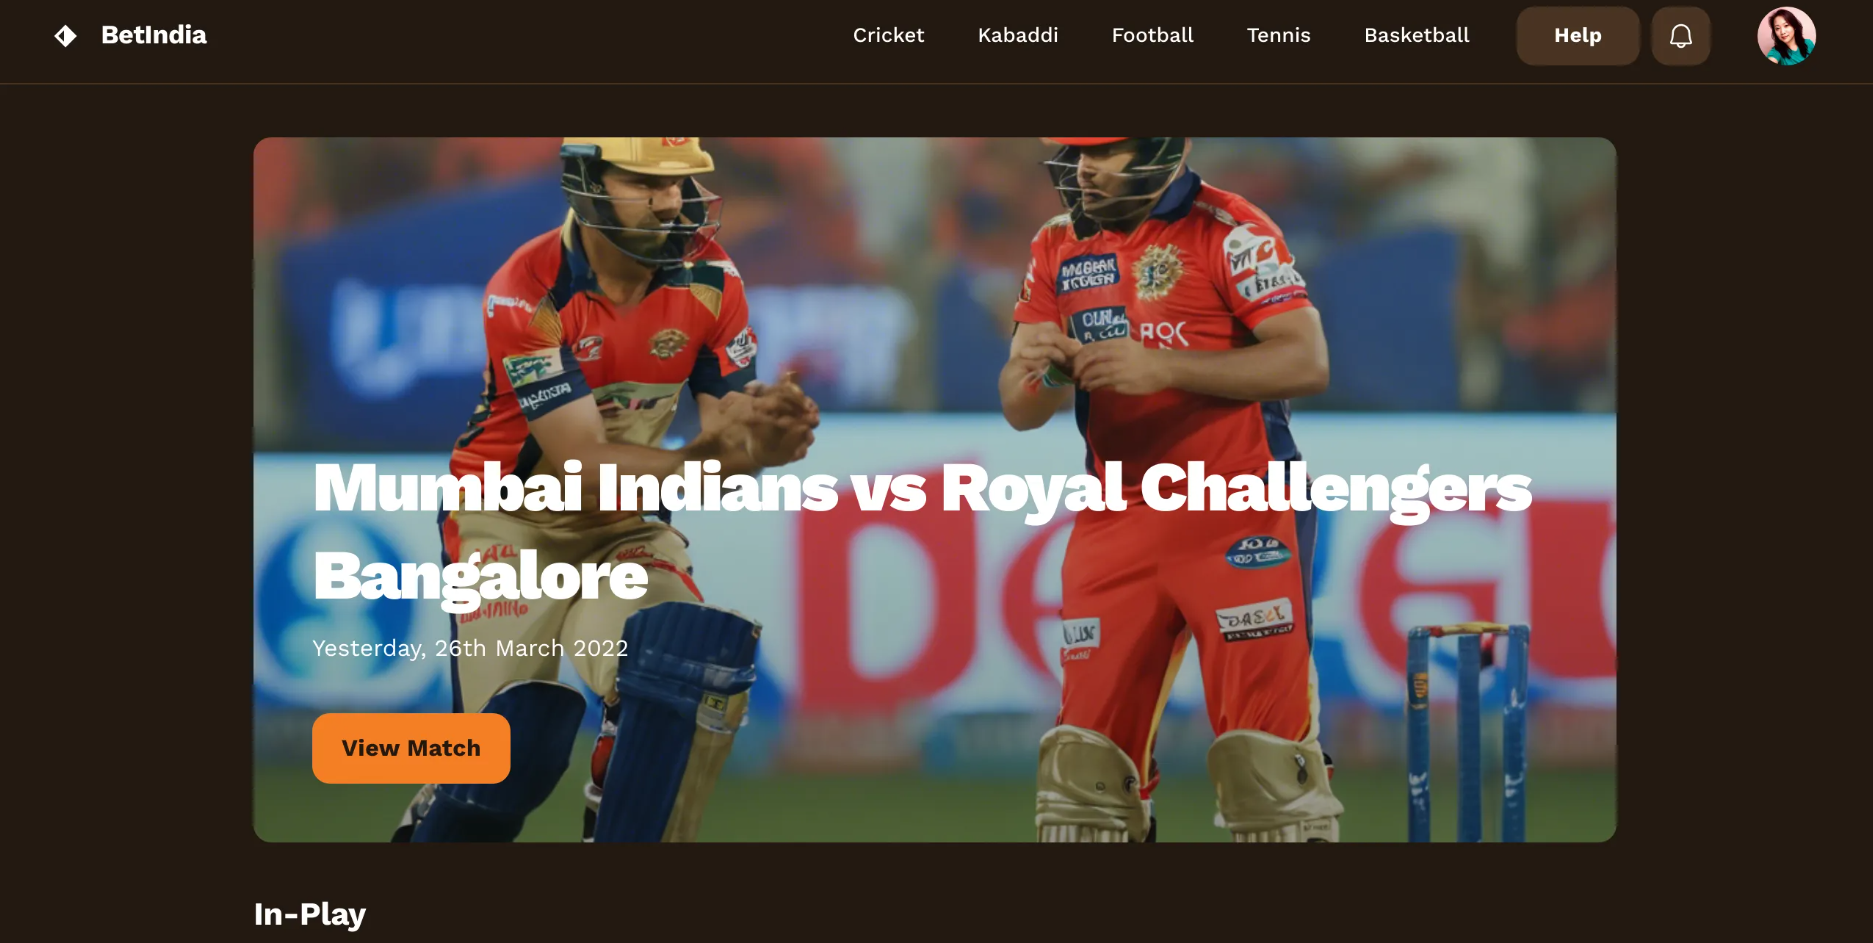 BetIndia
Cricket
Kabaddi
Football
Tennis
Basketball
Help
Mumbai Indians vs Royal Challengers
Bangalore
Yesterday, 26th March 2022
View Match
In-Play